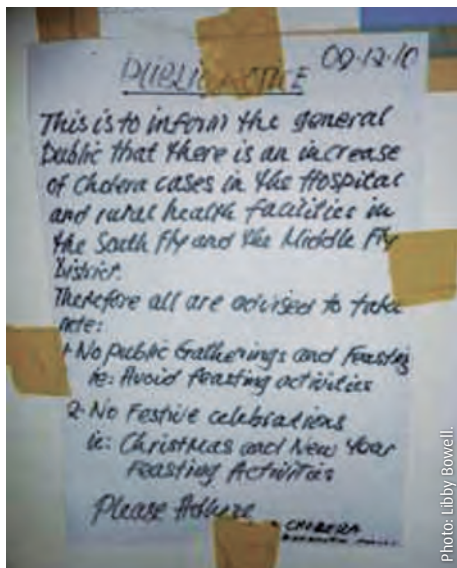 09-12-10
PUBLIC NOTICE
This is to inform the general
Public that there is an increase
of Cholera cases in the Hospital
and rural health facilities in
the South Fly and the Middle Fly
District.
Therefore all are advised to take
note:
1. No public Gatherings and Feasting
ie: Avoid feasting activities
2. No Festive celebrations
ie: Christmas and New Year
Feasting Activities
Please Adhere
CHOLERA
Photo: Libby Bowell.